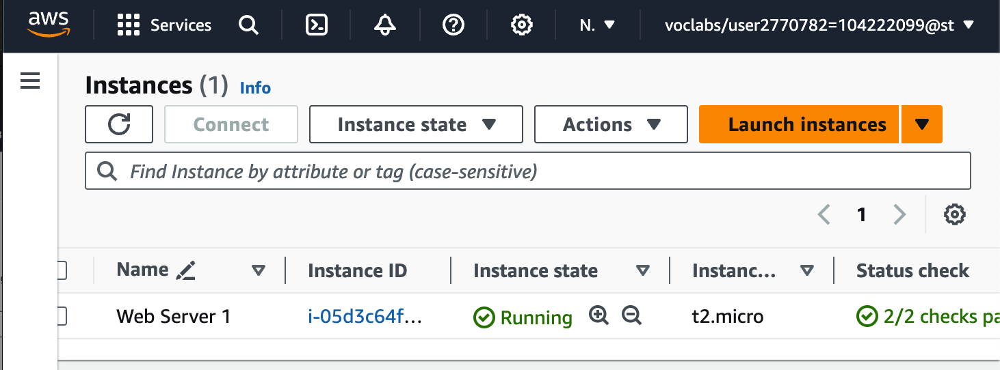 aws Services N. voclabs/user2770782=104222099@st
Instances (1) Info
Connect Instance state Actions Launch instances
Find Instance by attribute or tag (case-sensitive)
1
Name Instance ID Instance state Instanc... Status check
Web Server 1 i-05d3c64f... Running t2.micro 2/2 checks pa